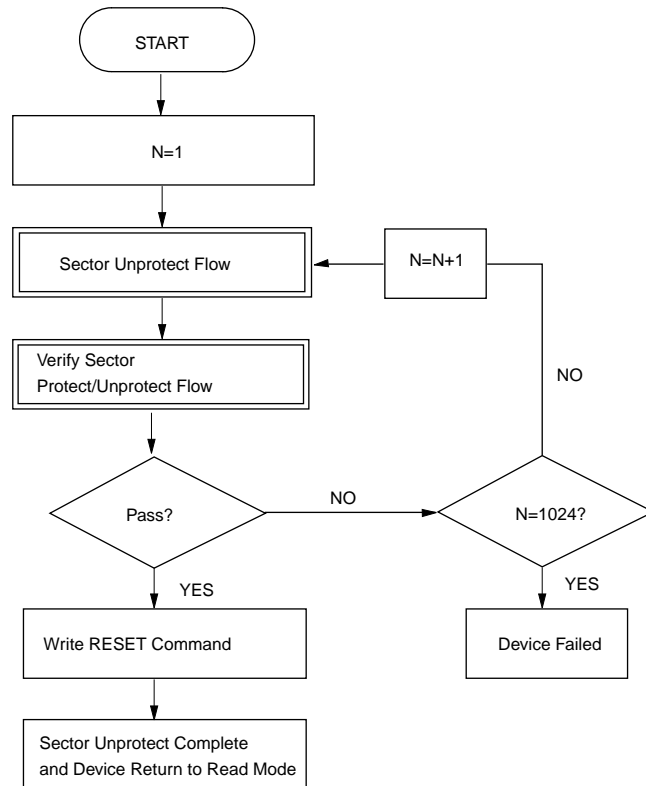 START
N=1
Sector Unprotect Flow
N=N+1
Verify Sector
Protect/Unprotect Flow
NO
Pass?
NO
N=1024?
YES
YES
Write RESET Command
Device Failed
Sector Unprotect Complete
and Device Return to Read Mode